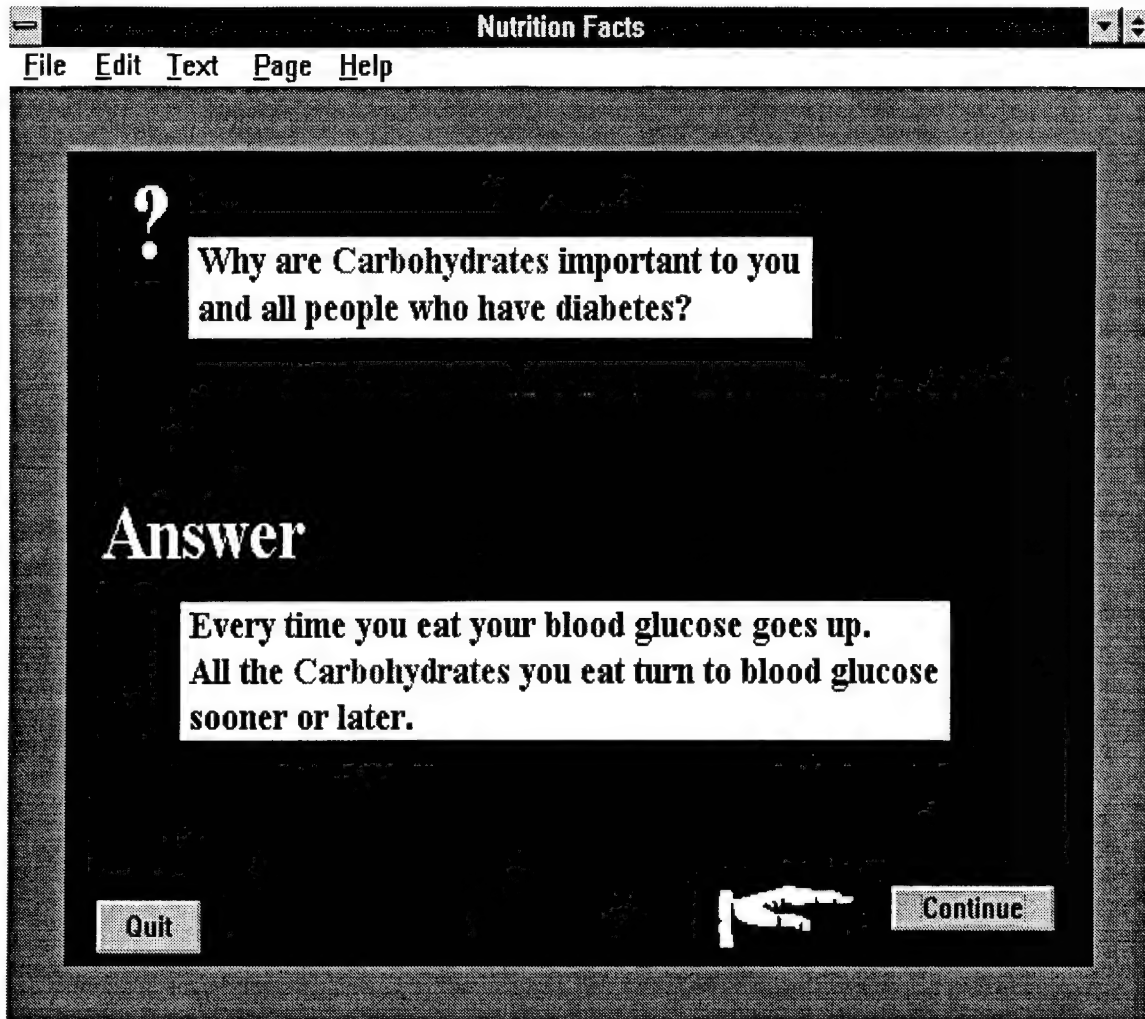 Nutrition Facts
File Edit Text Page Help
?
Why are Carbohydrates important to you
and all people who have diabetes?
Answer
Every time you eat your blood glucose goes up.
All the Carbohydrates you eat turn to blood glucose
sooner or later.
Quit
Continue